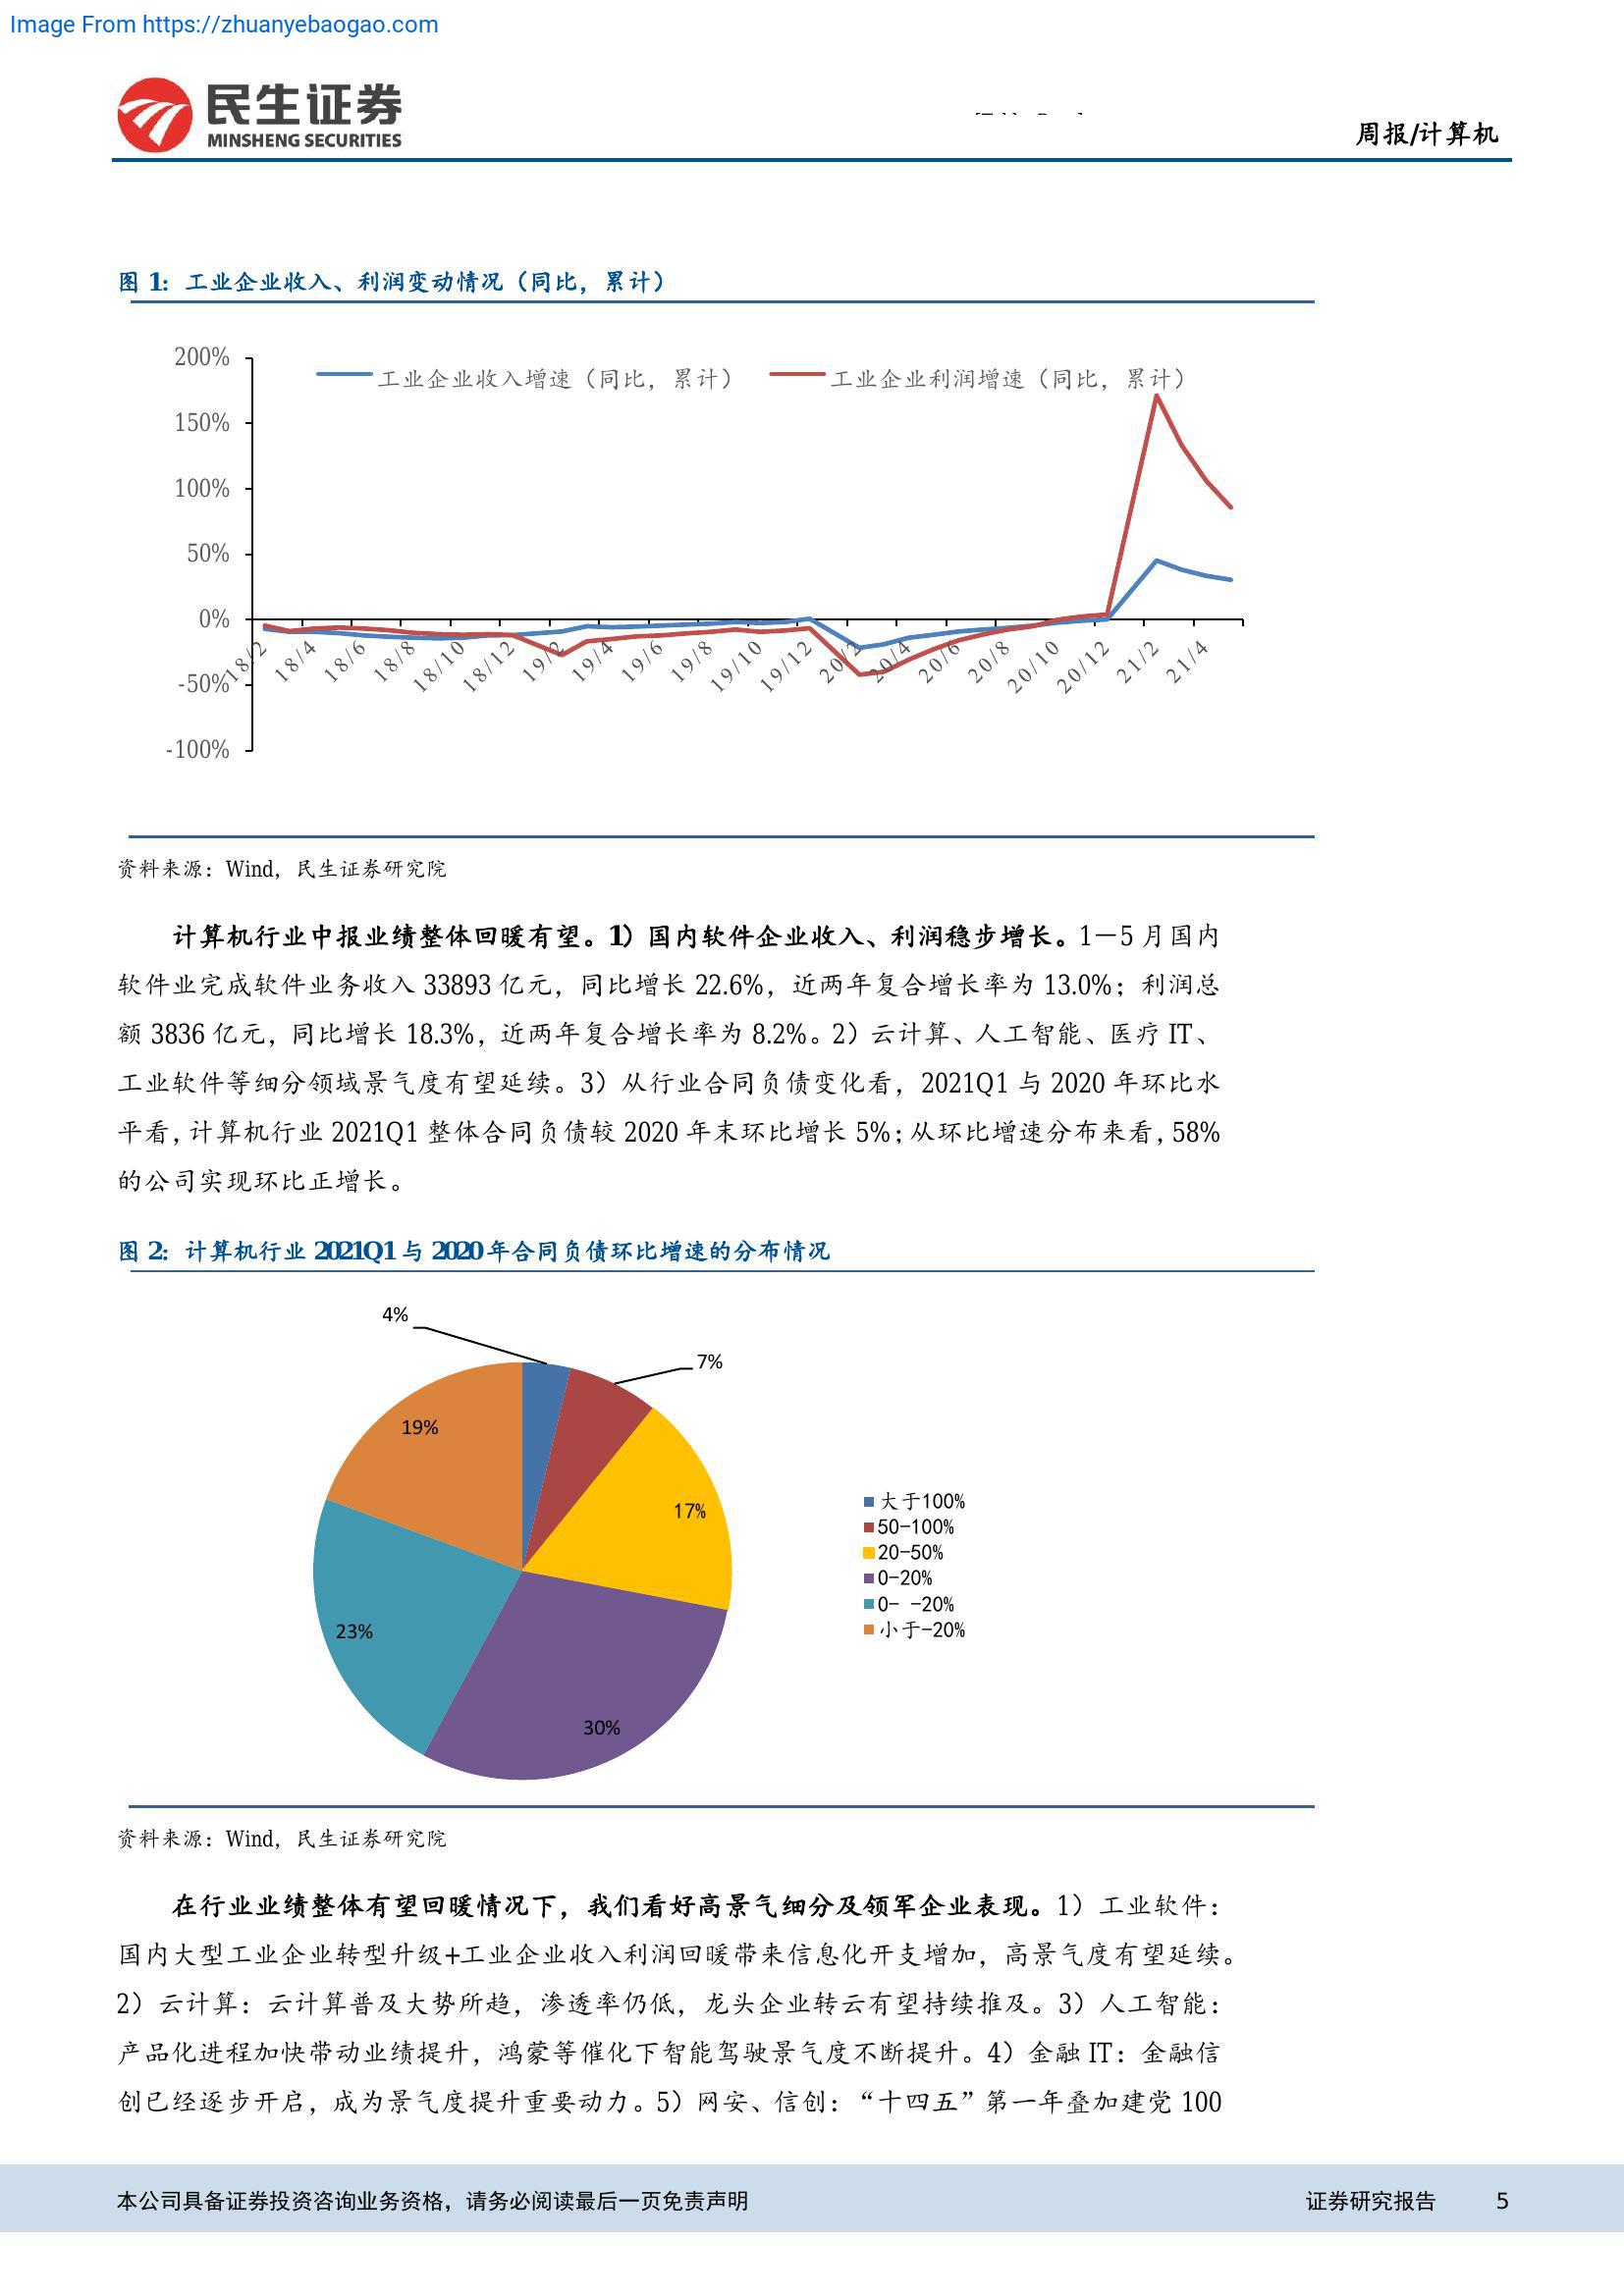 Image From https://zhuanyebaogao.com
民生证券
MINSHENG SECURITIES
周报/计算机
图 1：工业企业收入、利润变动情况（同比，累计）
200%
150%
100%
50%
0%
-50%
-100%
工业企业收入增速（同比，累计）
工业企业利润增速（同比，累计）
18/2
18/4
18/6
18/8
18/10
18/12
19/2
19/4
19/6
19/8
19/10
19/12
20/2
20/4
20/6
20/8
20/10
20/12
21/2
21/4
资料来源：Wind，民生证券研究院
计算机行业中报业绩整体回暖有望。1）国内软件企业收入、利润稳步增长。1－5 月国内
软件业完成软件业务收入 33893 亿元，同比增长 22.6%，近两年复合增长率为 13.0%；利润总
额 3836 亿元，同比增长 18.3%，近两年复合增长率为 8.2%。2）云计算、人工智能、医疗 IT、
工业软件等细分领域景气度有望延续。3）从行业合同负债变化看，2021Q1 与 2020 年环比水
平看，计算机行业 2021Q1 整体合同负债较 2020 年末环比增长 5%；从环比增速分布来看，58%
的公司实现环比正增长。
图 2：计算机行业 2021Q1 与 2020 年合同负债环比增速的分布情况
4%
7%
17%
30%
23%
19%
大于100%
50-100%
20-50%
0-20%
0- -20%
小于-20%
资料来源：Wind，民生证券研究院
在行业业绩整体有望回暖情况下，我们看好高景气细分及领军企业表现。1）工业软件：
国内大型工业企业转型升级+工业企业收入利润回暖带来信息化开支增加，高景气度有望延续。
2）云计算：云计算普及大势所趋，渗透率仍低，龙头企业转云有望持续推及。3）人工智能：
产品化进程加快带动业绩提升，鸿蒙等催化下智能驾驶景气度不断提升。4）金融 IT：金融信
创已经逐步开启，成为景气度提升重要动力。5）网安、信创：“十四五”第一年叠加建党 100
本公司具备证券投资咨询业务资格，请务必阅读最后一页免责声明
证券研究报告 5